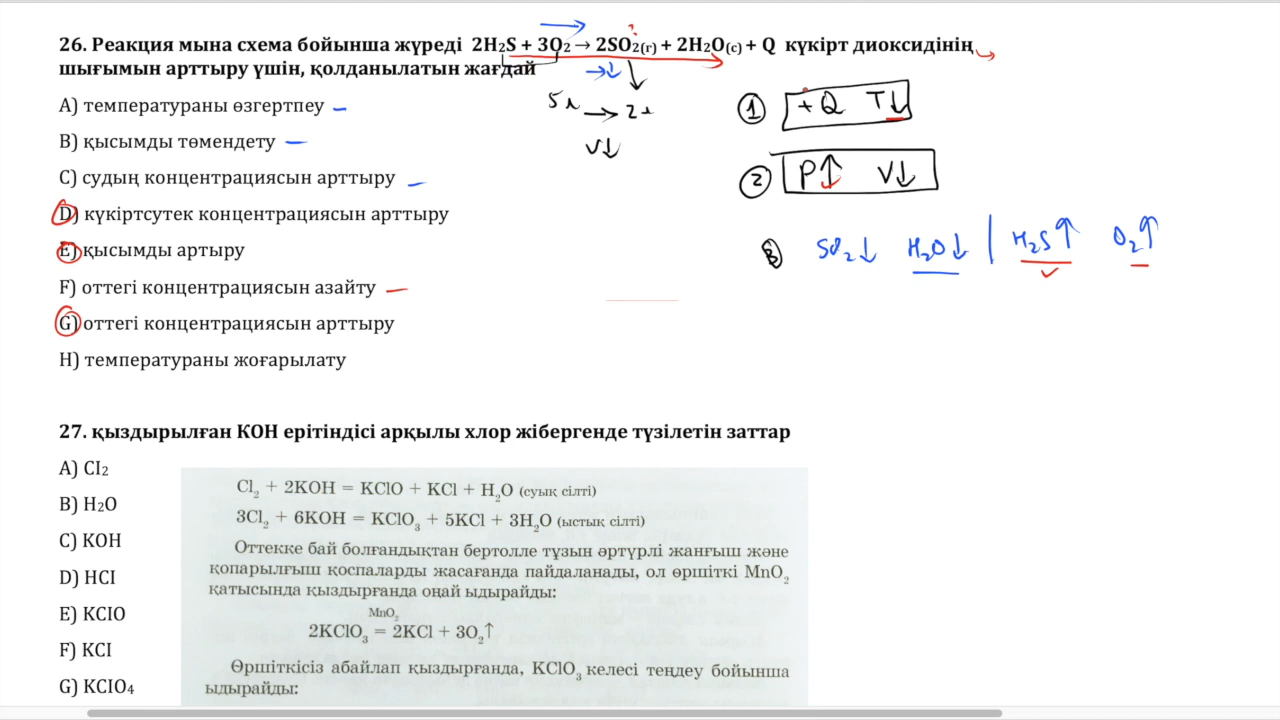 26. Реакция мына схема бойынша жүреді 2H₂S + 3O₂ → 2SO₂(г) + 2H₂O(с) + Q күкірт диоксидінің
шығымын арттыру үшін, қолданылатын жағдай
A) температураны өзгертпеу
B) қысымды төмендету
C) судың концентрациясын арттыру
D) күкіртсутек концентрациясын арттыру
E) қысымды артыру
F) оттегі концентрациясын азайту
G) оттегі концентрациясын арттыру
H) температураны жоғарылату
?
→↓
5л → 2л
V↓
① +Q T↓
② P↑ V↓
③ SO₂↓ H₂O↓ | H₂S↑ O₂↑
27. қыздырылған КОН ерітіндісі арқылы хлор жібергенде түзілетін заттар
A) CI₂
B) H₂O
C) KOH
D) HCI
E) KCIO
F) KCI
G) KCIO₄
Cl₂ + 2KOH = KClO + KCl + H₂O (суық сілті)
3Cl₂ + 6KOH = KClO₃ + 5KCl + 3H₂O (ыстық сілті)
Оттекке бай болғандықтан бертолле тұзын әртүрлі жанғыш және
қопарылғыш қоспаларды жасағанда пайдаланады, ол өршіткі MnO₂
қатысында қыздырғанда оңай ыдырайды:
MnO₂
2KClO₃ = 2KCl + 3O₂↑
Өршіткісіз абайлап қыздырғанда, KClO₃ келесі теңдеу бойынша
ыдырайды: